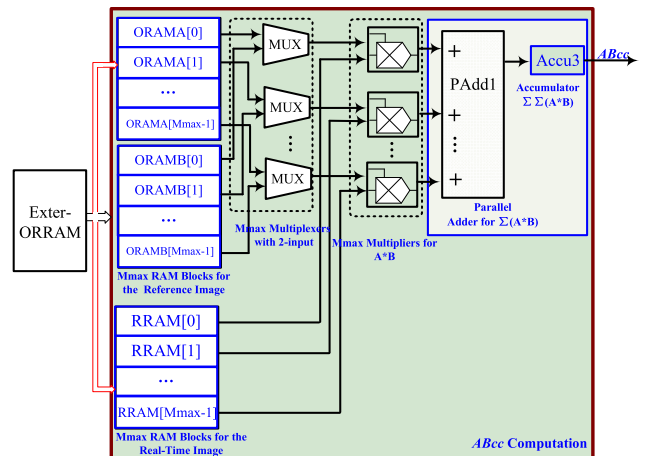 ORAMA[0]
ORAMA[1]
...
ORAMA[Mmax-1]
ORAMB[0]
ORAMB[1]
...
ORAMB[Mmax-1]
Mmax RAM Blocks for
the Reference Image
Exter-
ORRAM
RRAM[0]
RRAM[1]
...
RRAM[Mmax-1]
Mmax RAM Blocks for the
Real-Time Image
MUX
MUX
...
MUX
Mmax Multiplexers
with 2-input
...
Mmax Multipliers for
A*B
+
PAdd1
+
...
+
Parallel
Adder for Σ(A*B)
Accu3
Accumulator
Σ Σ(A*B)
ABcc
ABcc Computation